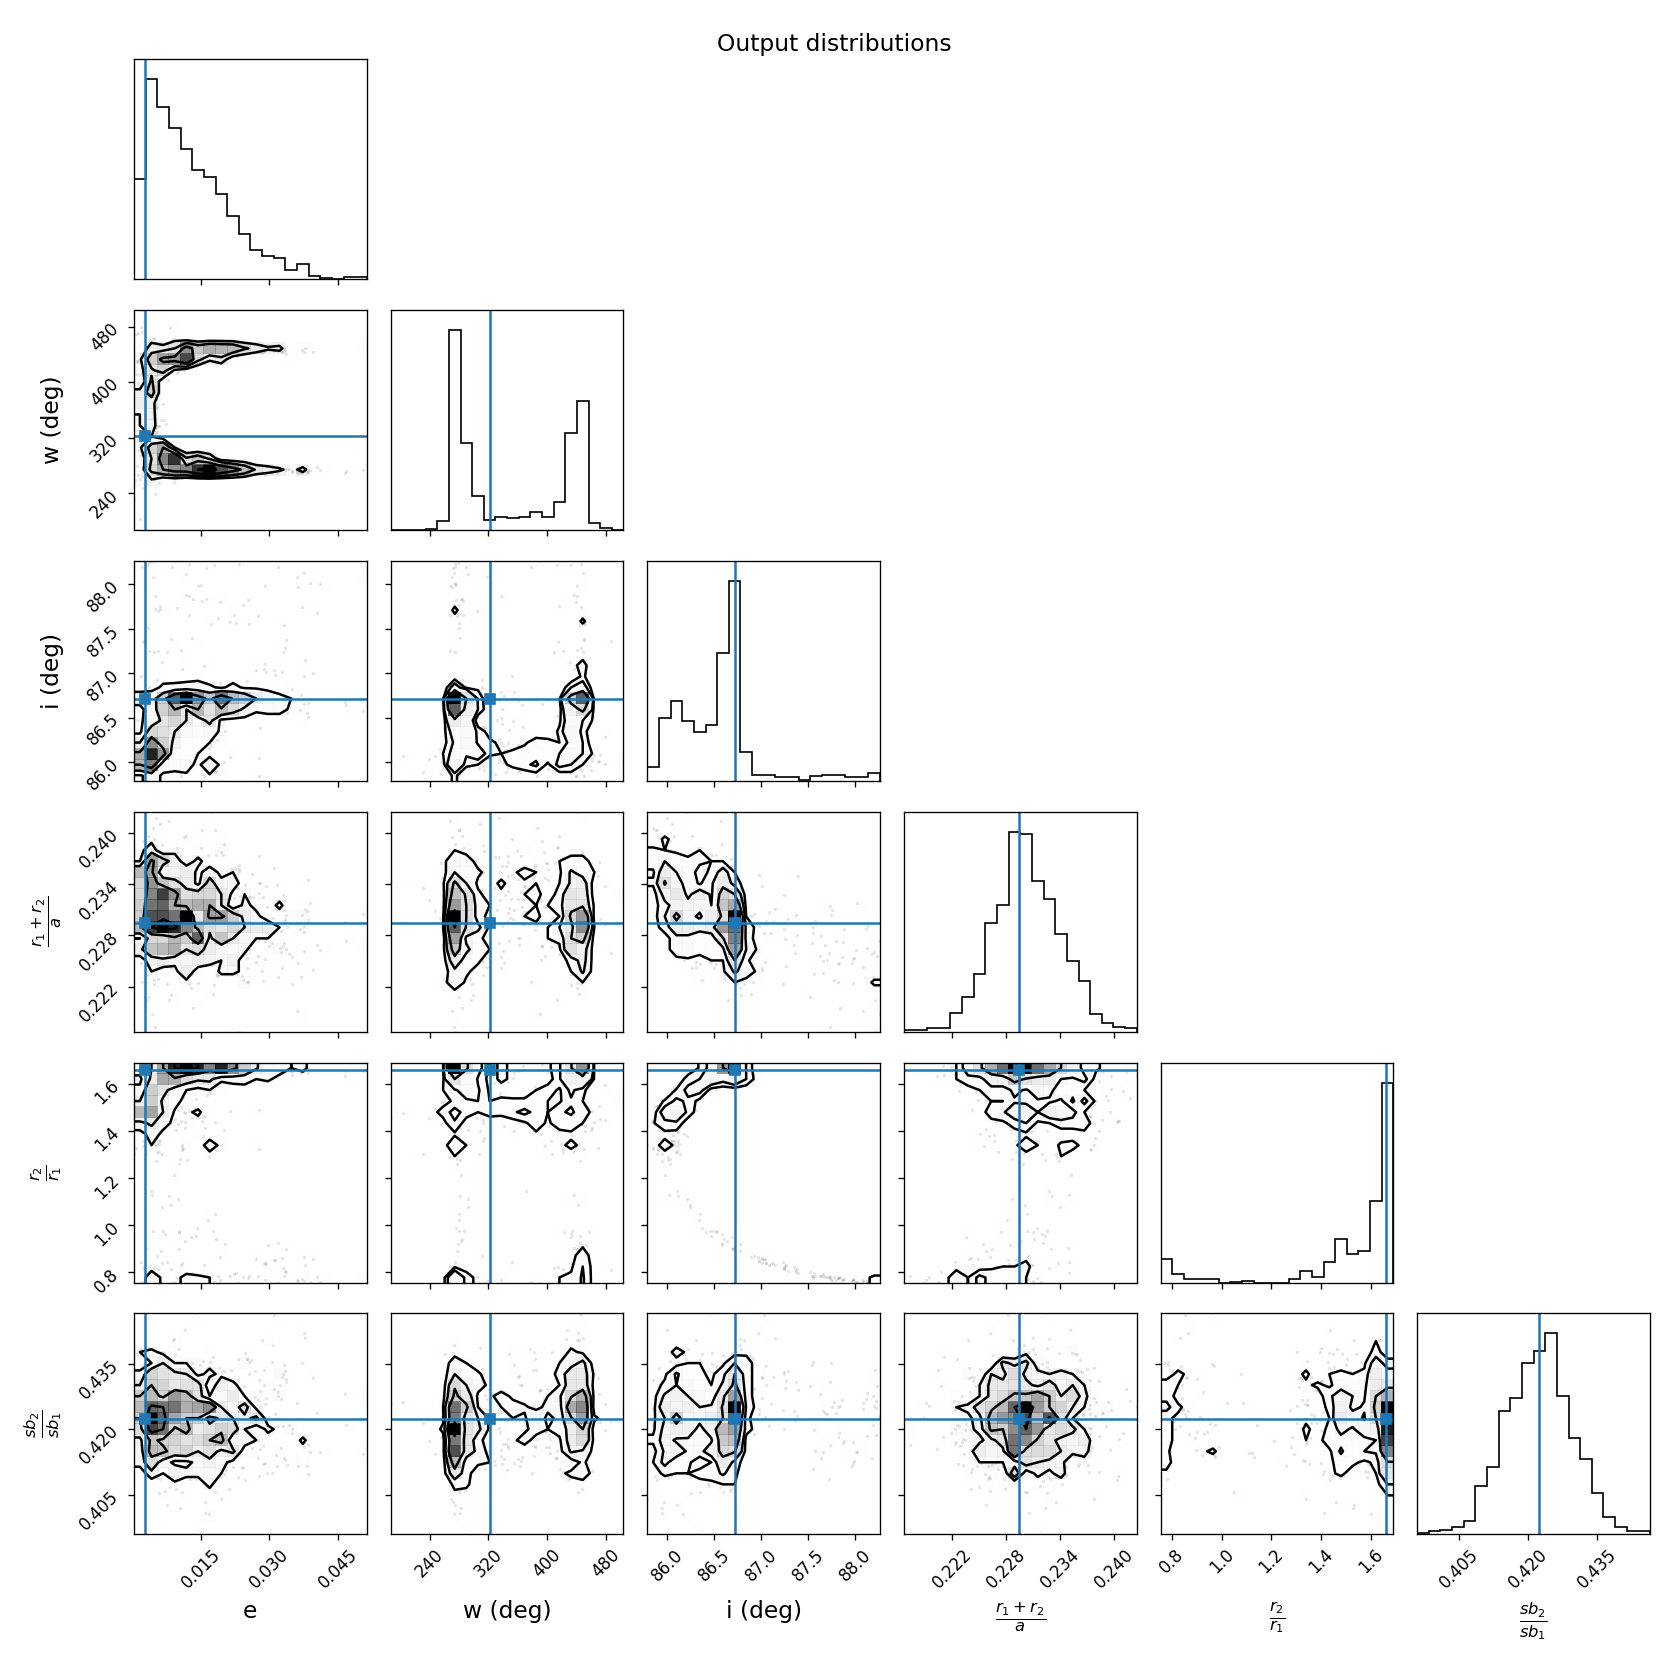 Output distributions
480
400
320
240
w (deg)
88.0
87.5
87.0
86.5
86.0
i (deg)
0.240
0.234
0.228
0.222
r₁ + r₂
a
1.6
1.4
1.2
1.0
0.8
r₂
r₁
0.435
0.420
0.405
sb₂
sb₁
0.015 0.030 0.045 240 320 400 480 86.0 86.5 87.0 87.5 88.0 0.222 0.228 0.234 0.240 0.8 1.0 1.2 1.4 1.6 0.405 0.420 0.435
e w (deg) i (deg)
r₁ + r₂
a
r₂
r₁
sb₂
sb₁